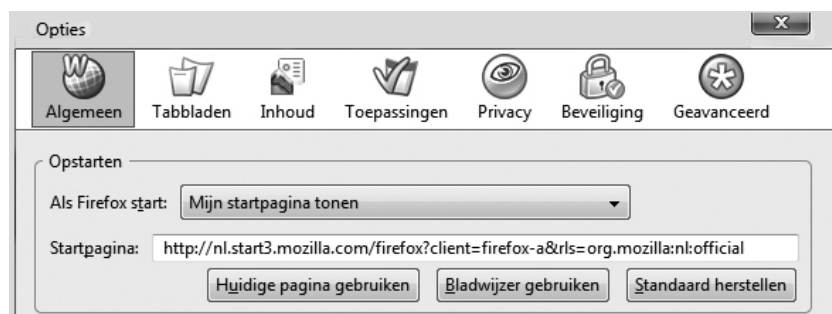 Opties
Algemeen Tabbladen Inhoud Toepassingen Privacy Beveiliging Geavanceerd
Opstarten
Als Firefox start: Mijn startpagina tonen
Startpagina: http://nl.start3.mozilla.com/firefox?client=firefox-a&rls=org.mozilla:nl:official
Huidige pagina gebruiken Bladwijzer gebruiken Standaard herstellen